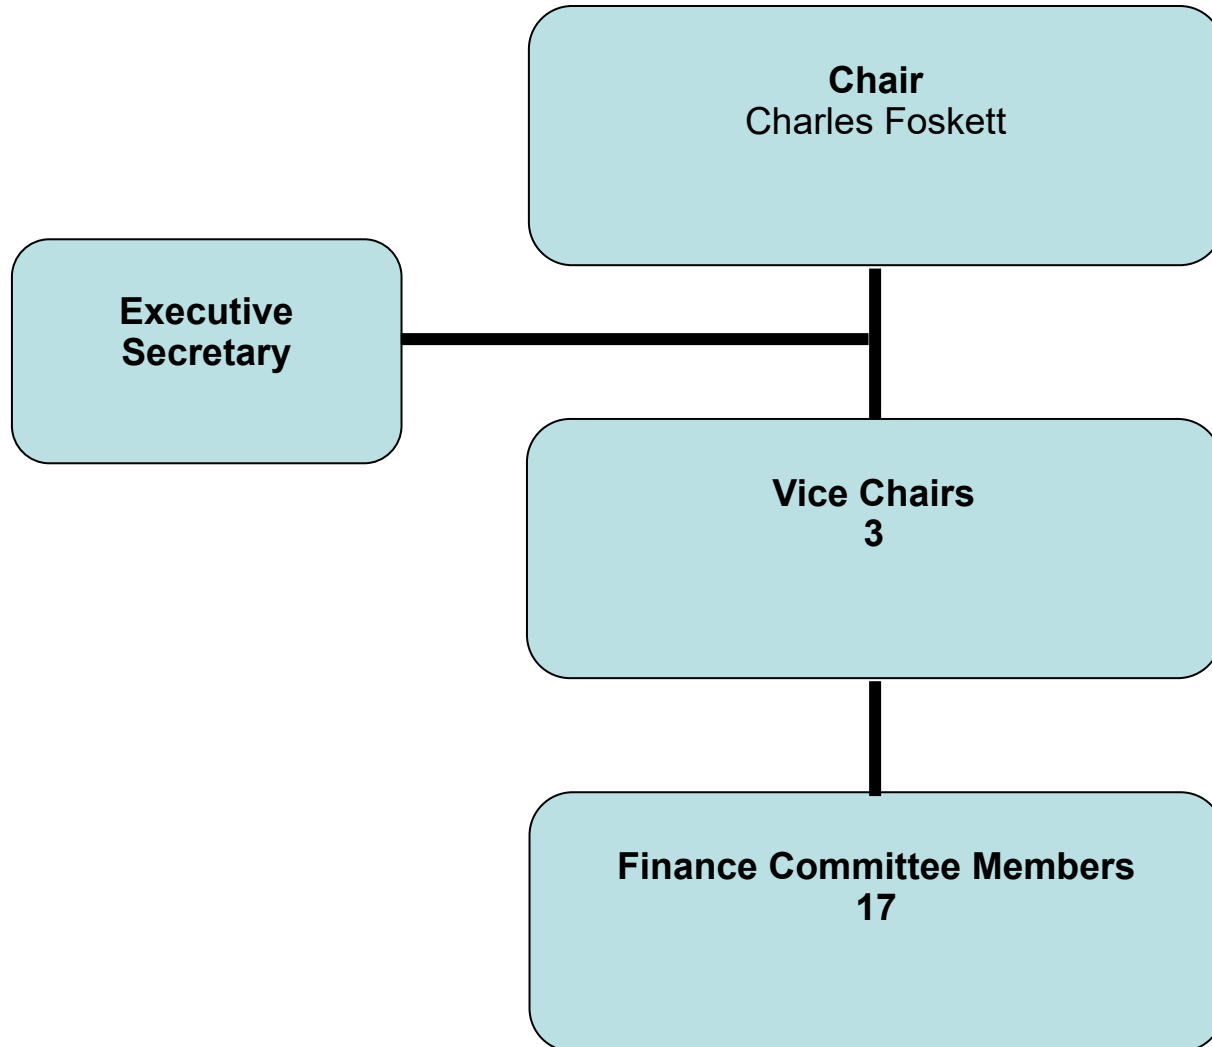 Chair
Charles Foskett
Executive
Secretary
Vice Chairs
3
Finance Committee Members
17